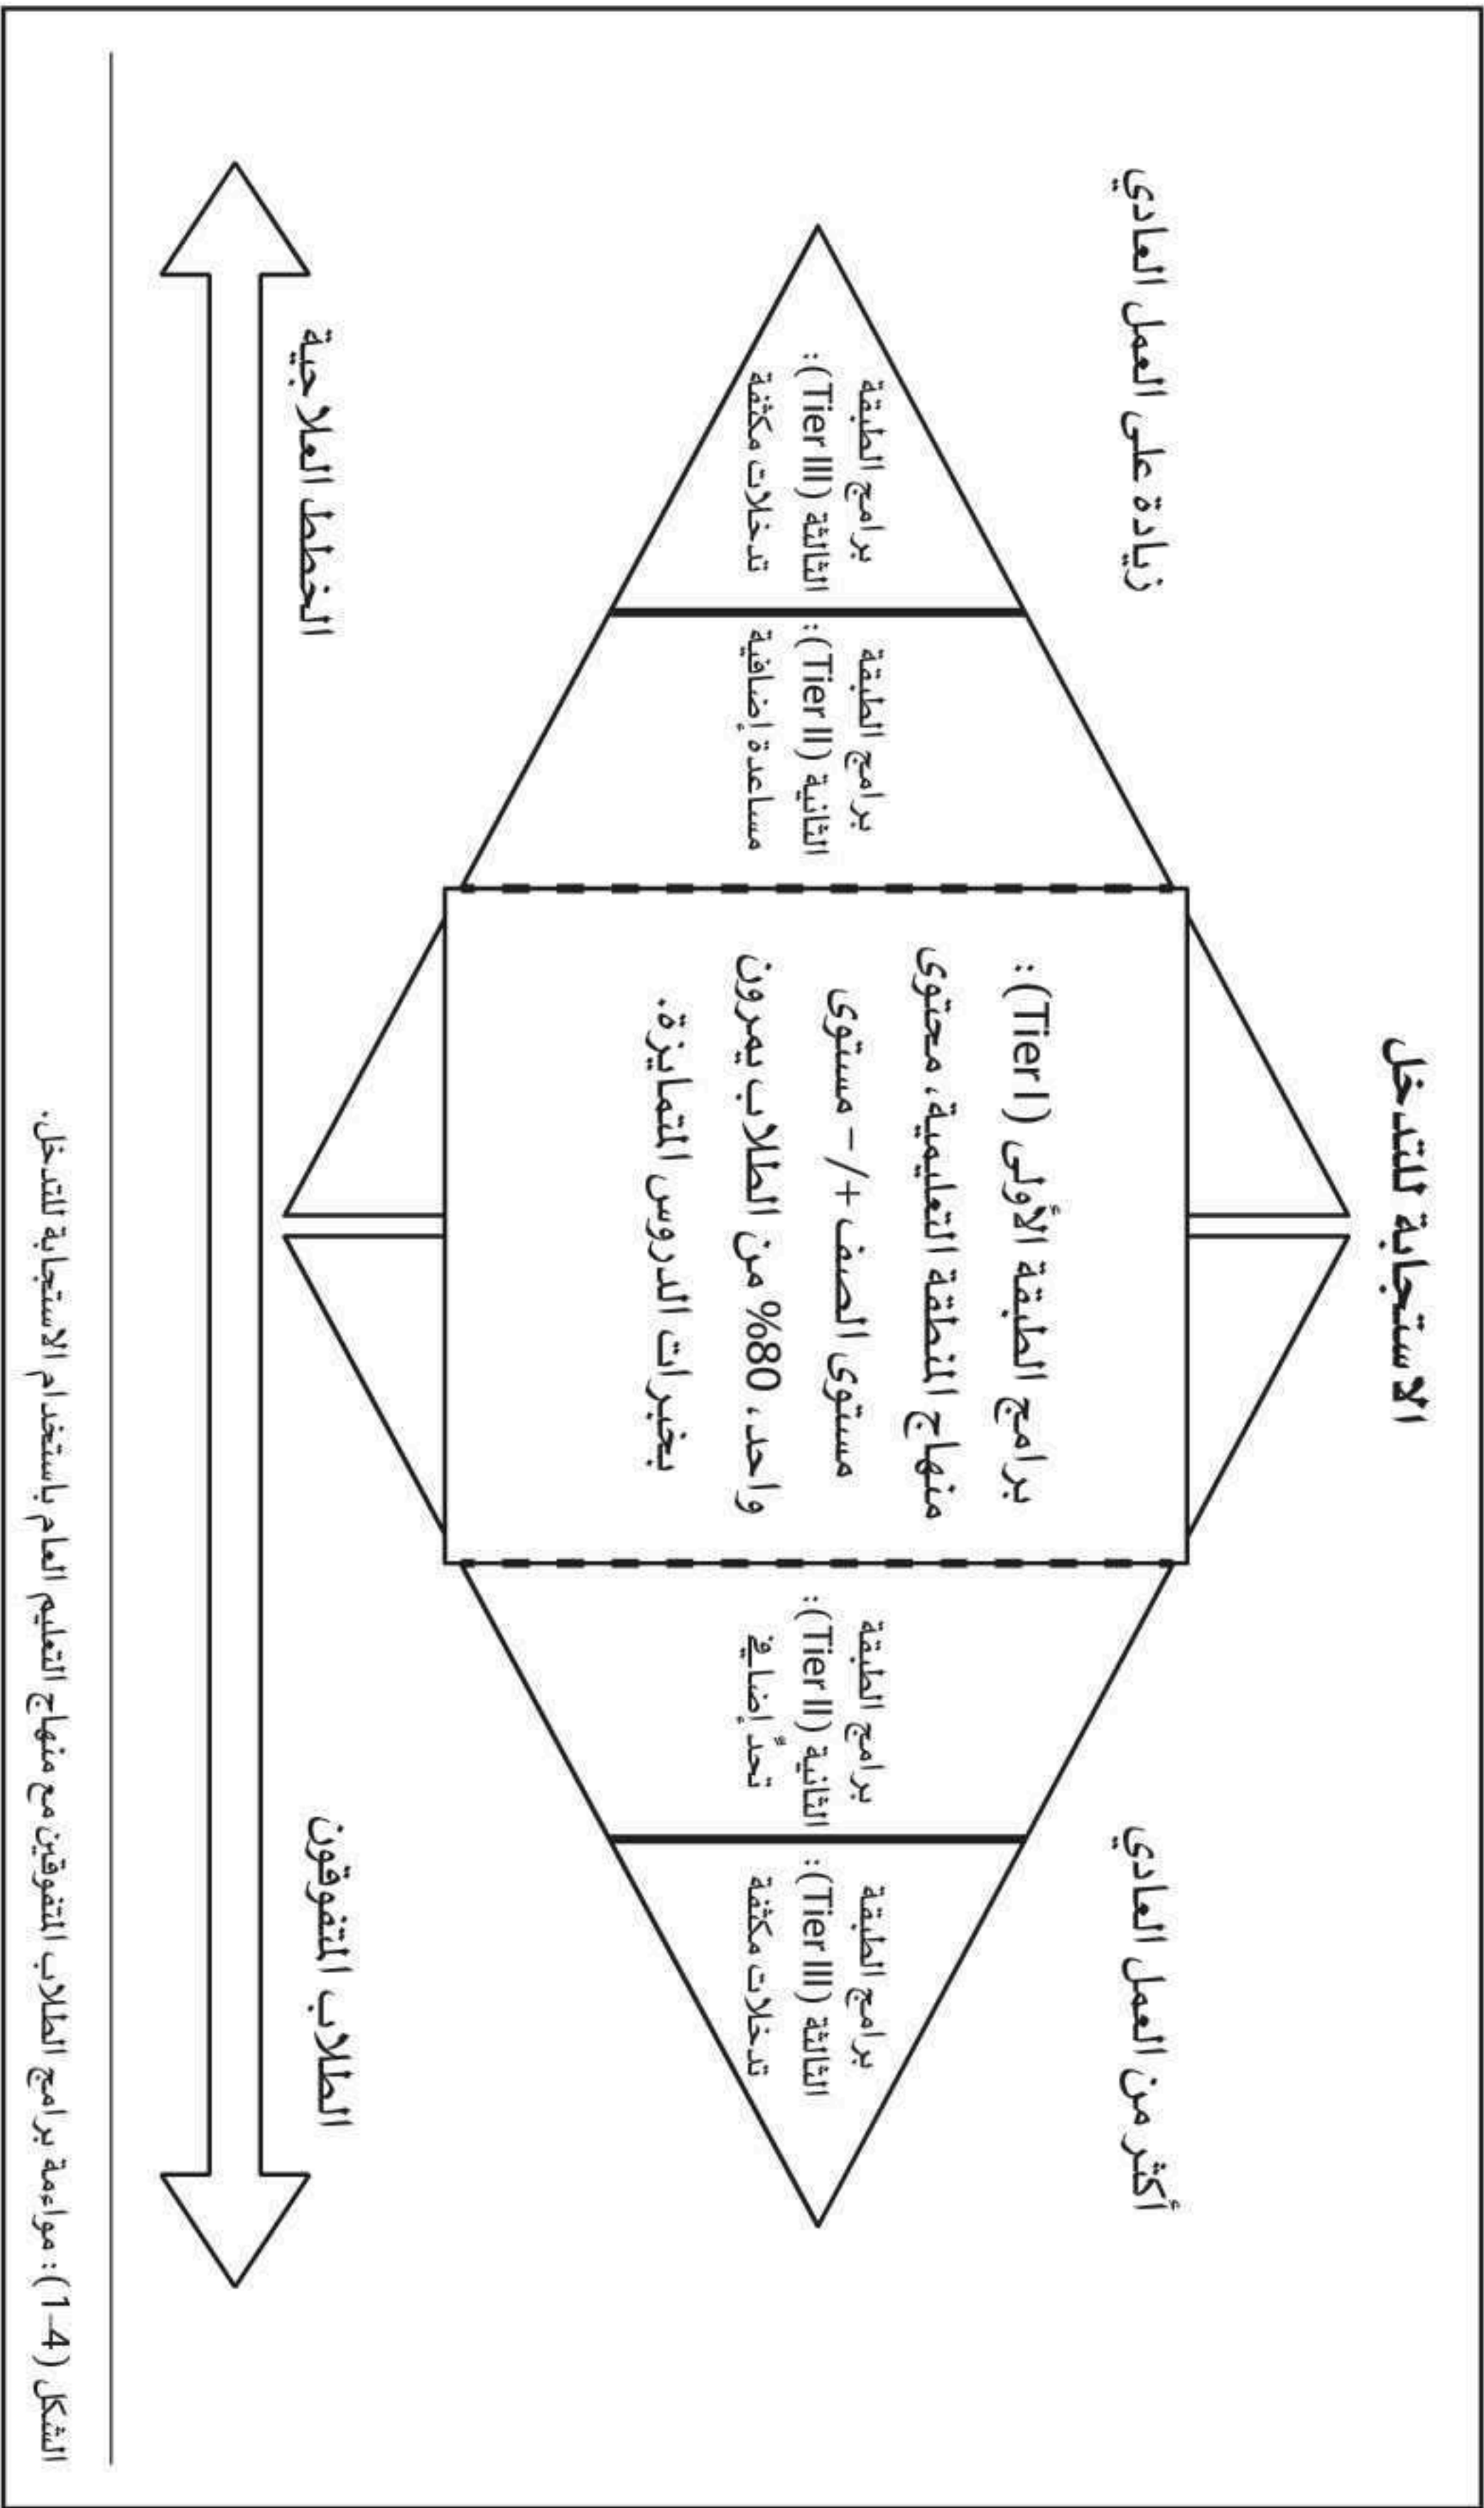 الاستجابة للتدخل
أكثر من العمل العادي
زيادة على العمل العادي
برامج الطبقة
الثالثة (Tier III):
تدخلات مكثفة
برامج الطبقة
الثانية (Tier II):
تحدٍّ إضافي
برامج الطبقة الأولى (Tier I):
منهاج المنطقة التعليمية، محتوى
مستوى الصف +/– مستوى
واحد، 80% من الطلاب يمرون
بخبرات الدروس المتمايزة.
برامج الطبقة
الثانية (Tier II):
مساعدة إضافية
برامج الطبقة
الثالثة (Tier III):
تدخلات مكثفة
الطلاب المتفوقون
الخطط العلاجية
الشكل (4–1): مواءمة برامج الطلاب المتفوقين مع منهاج التعليم العام باستخدام الاستجابة للتدخل.